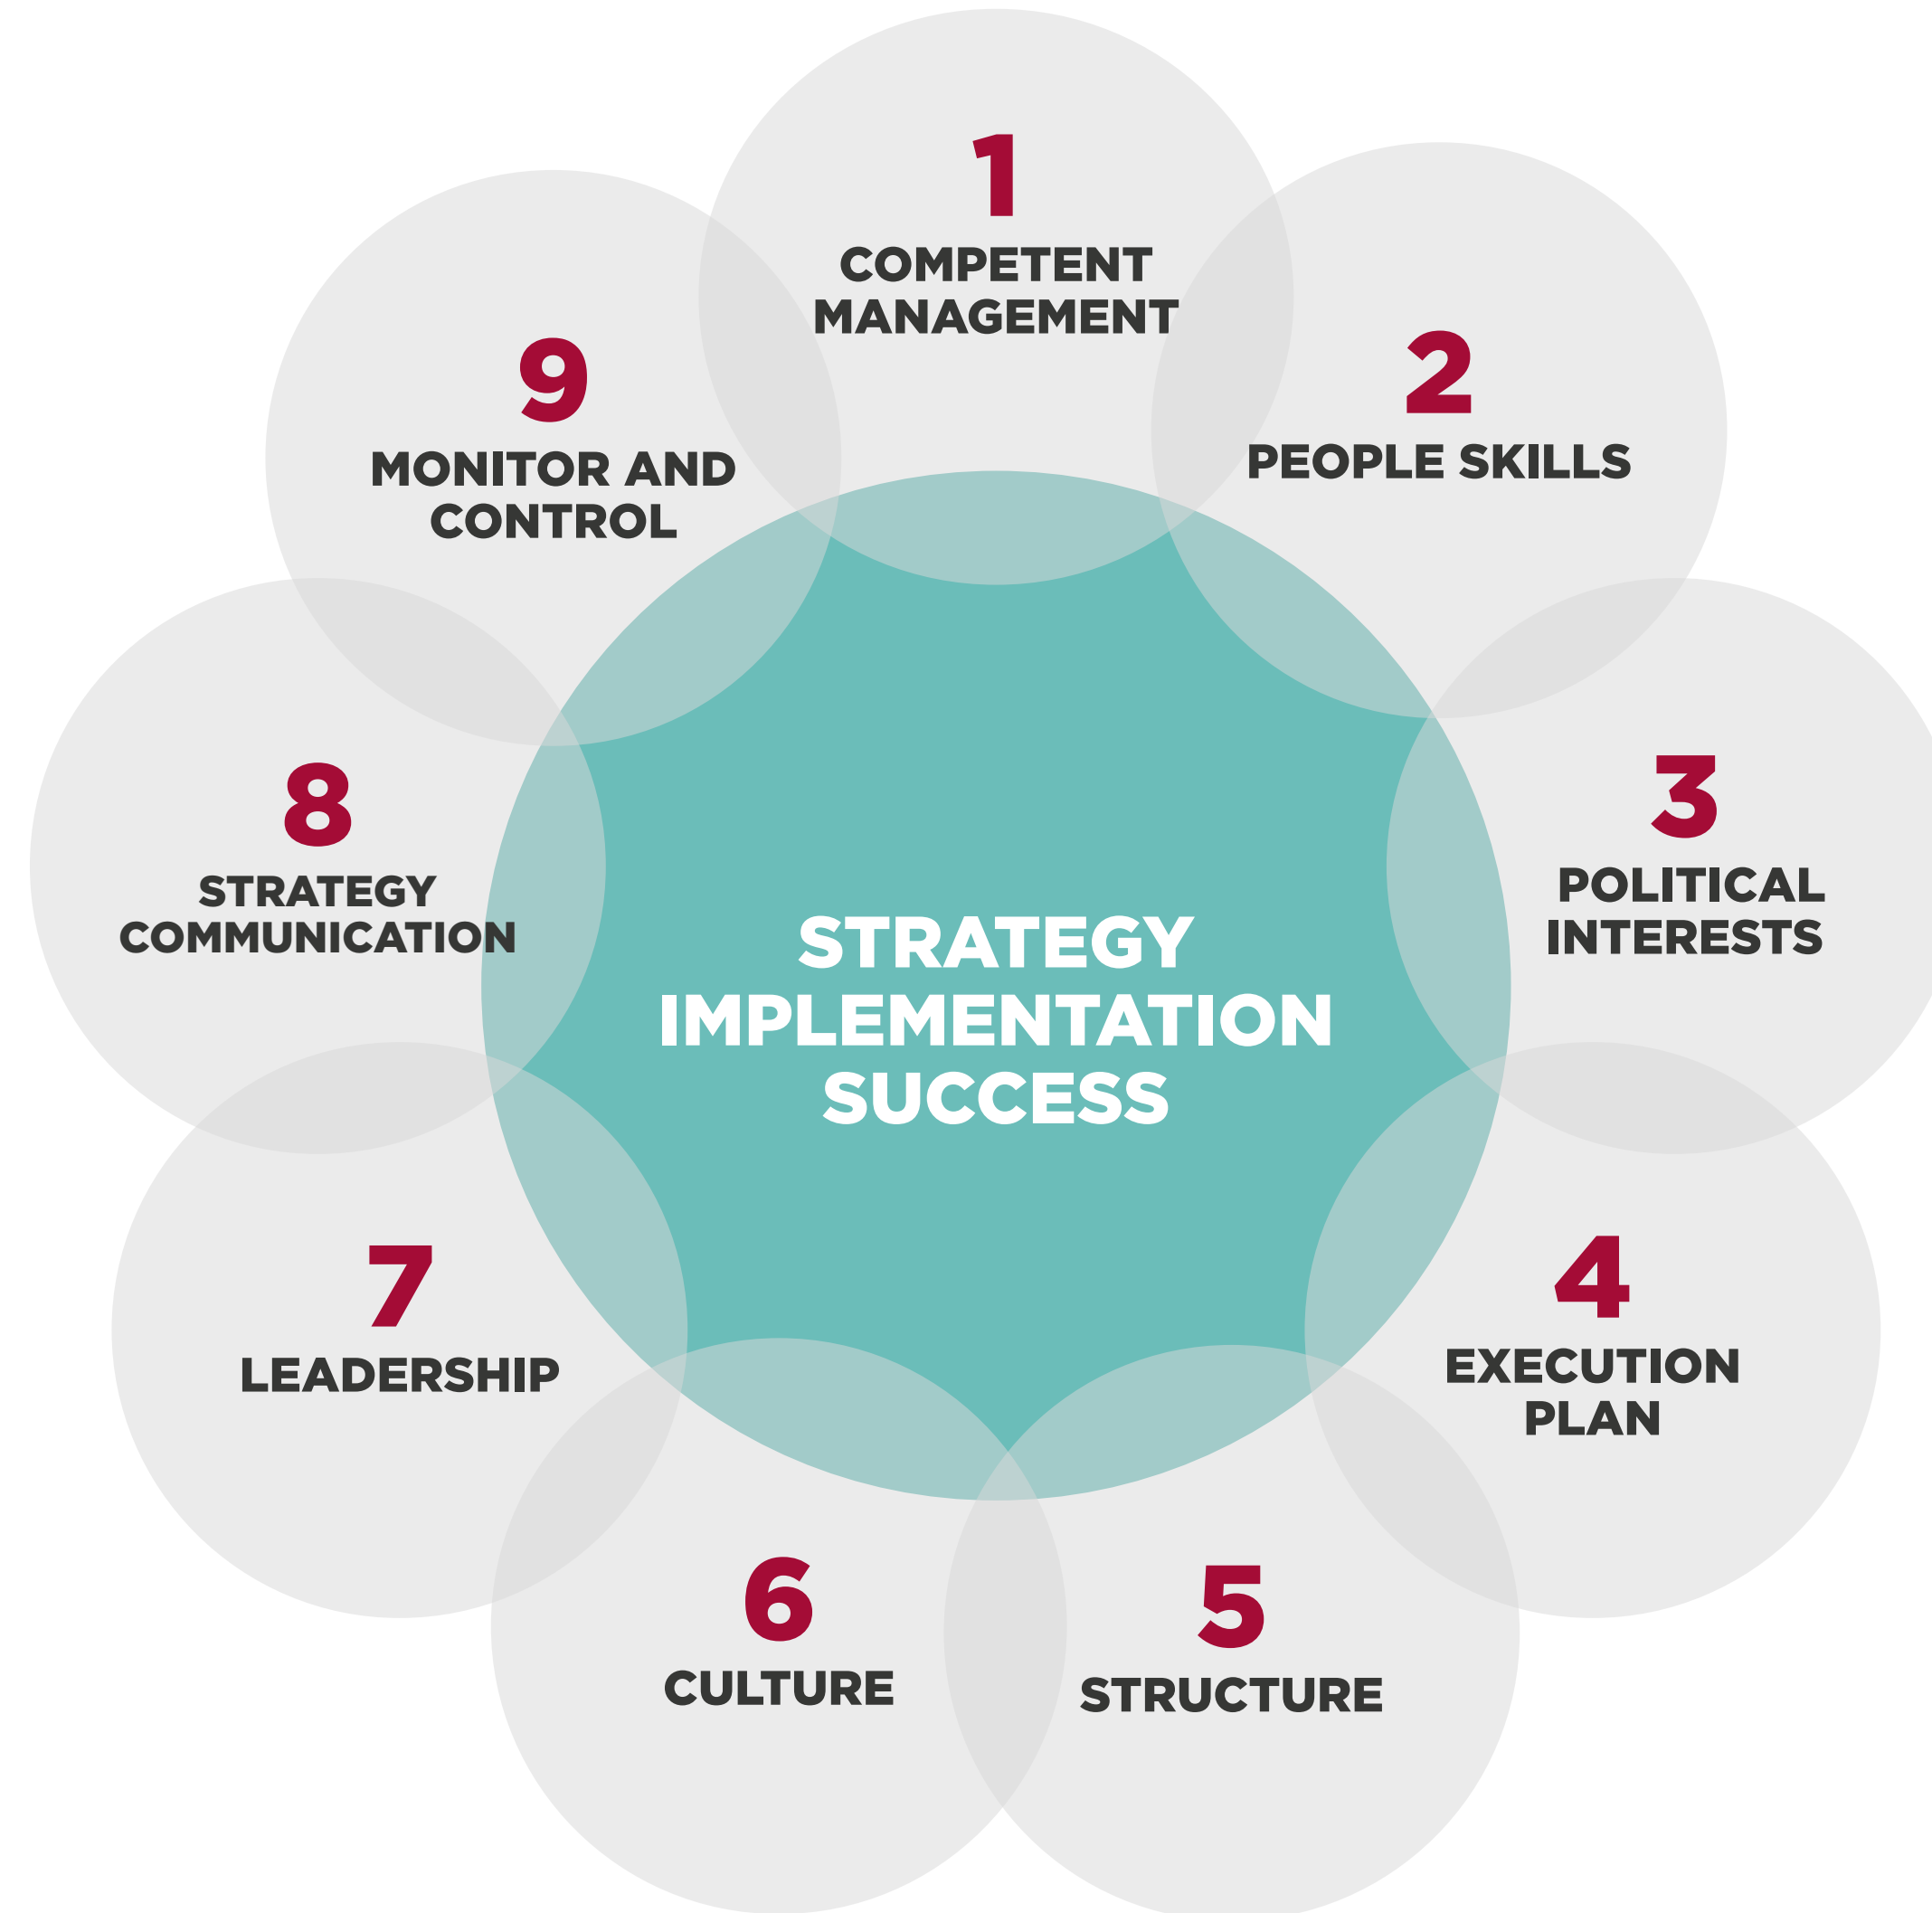 1
COMPETENT
MANAGEMENT
2
PEOPLE SKILLS
3
POLITICAL
INTERESTS
4
EXECUTION
PLAN
5
STRUCTURE
6
CULTURE
7
LEADERSHIP
8
STRATEGY
COMMUNICATION
9
MONITOR AND
CONTROL
STRATEGY
IMPLEMENTATION
SUCCESS